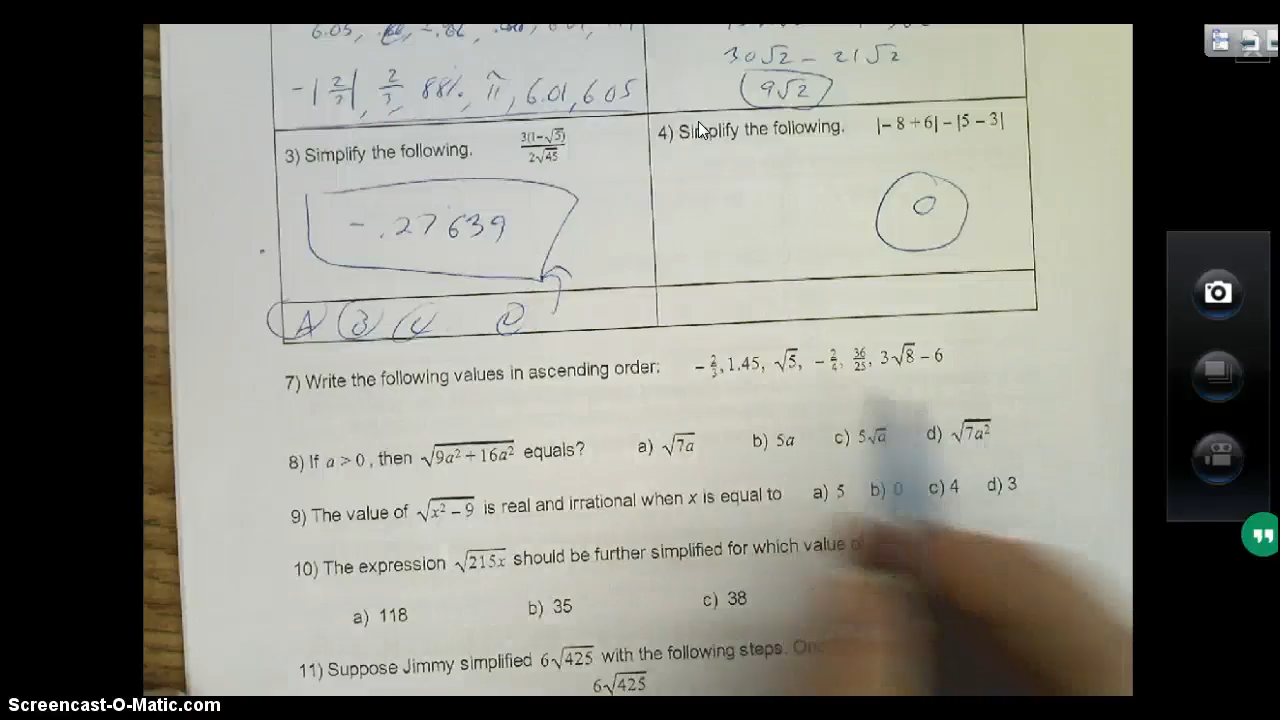 30√2 − 21√2
-1 2/3, 2/3, 88%, π, 6.01, 6.05
9√2
3) Simplify the following. 3(1−√5)/2√45
4) Simplify the following. |−8 + 6| − |5 − 3|
-.27639
0
7) Write the following values in ascending order: −2/3, 1.45, √5, −2/4, 36/25, 3√8 − 6
8) If a > 0, then √9a² + 16a² equals? a) √7a b) 5a c) 5√a d) √7a²
9) The value of √x² − 9 is real and irrational when x is equal to a) 5 b) 0 c) 4 d) 3
10) The expression √215x should be further simplified for which value
a) 118 b) 35 c) 38
11) Suppose Jimmy simplified 6√425 with the following steps.
6√425
Screencast-O-Matic.com